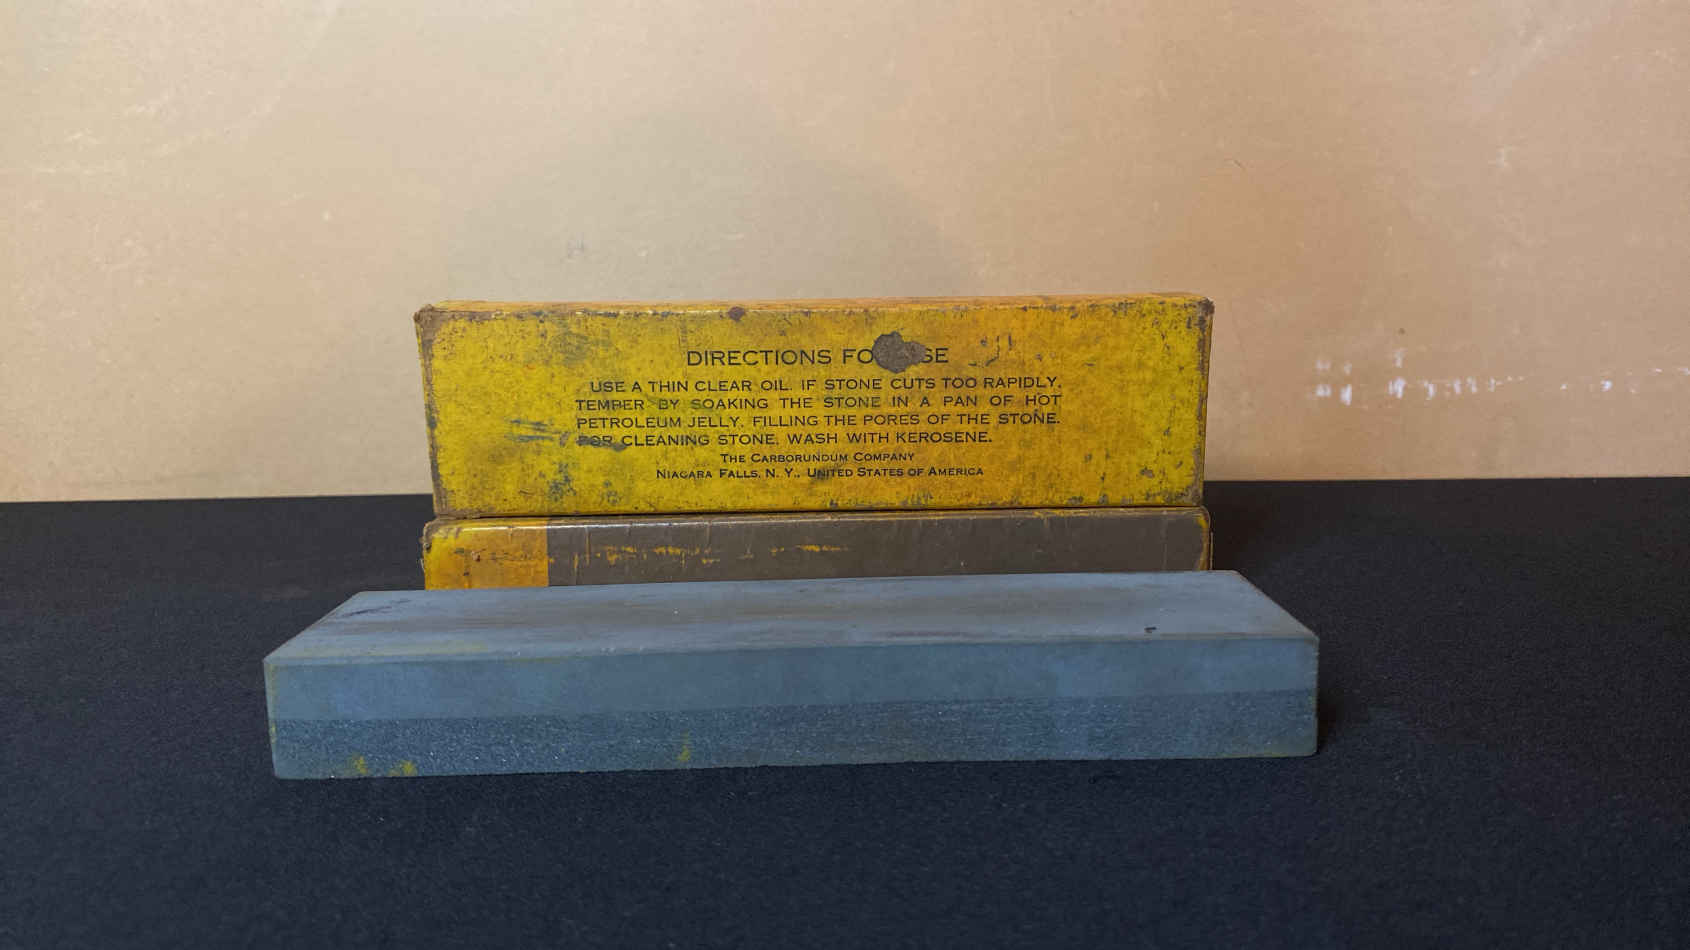 DIRECTIONS FO SE
USE A THIN CLEAR OIL. IF STONE CUTS TOO RAPIDLY,
TEMPER BY SOAKING THE STONE IN A PAN OF HOT
PETROLEUM JELLY, FILLING THE PORES OF THE STONE.
FOR CLEANING STONE, WASH WITH KEROSENE.
THE CARBORUNDUM COMPANY
NIAGARA FALLS, N. Y., UNITED STATES OF AMERICA